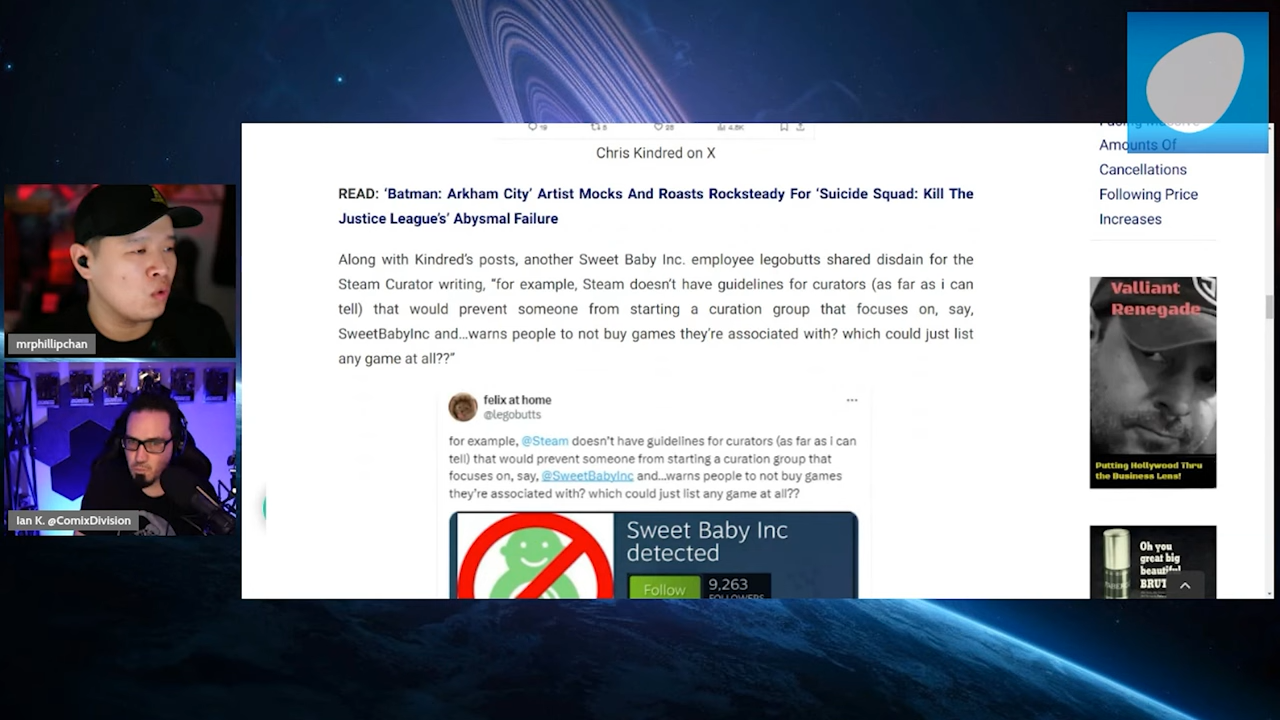 19
5
28
4.8K
Chris Kindred on X
READ: ‘Batman: Arkham City’ Artist Mocks And Roasts Rocksteady For ‘Suicide Squad: Kill The
Justice League’s’ Abysmal Failure
Along with Kindred’s posts, another Sweet Baby Inc. employee legobutts shared disdain for the
Steam Curator writing, “for example, Steam doesn’t have guidelines for curators (as far as i can
tell) that would prevent someone from starting a curation group that focuses on, say,
SweetBabyInc and…warns people to not buy games they’re associated with? which could just list
any game at all??”
felix at home
@legobutts
for example, @Steam doesn't have guidelines for curators (as far as i can
tell) that would prevent someone from starting a curation group that
focuses on, say, @SweetBabyInc and...warns people to not buy games
they're associated with? which could just list any game at all??
Sweet Baby Inc
detected
Follow
9,263
FOLLOWERS
Amounts Of
Cancellations
Following Price
Increases
Valliant
Renegade
Putting Hollywood Thru
the Business Lens!
Oh you
great big
beautiful
BRUT
mrphillipchan
Ian K. @ComixDivision